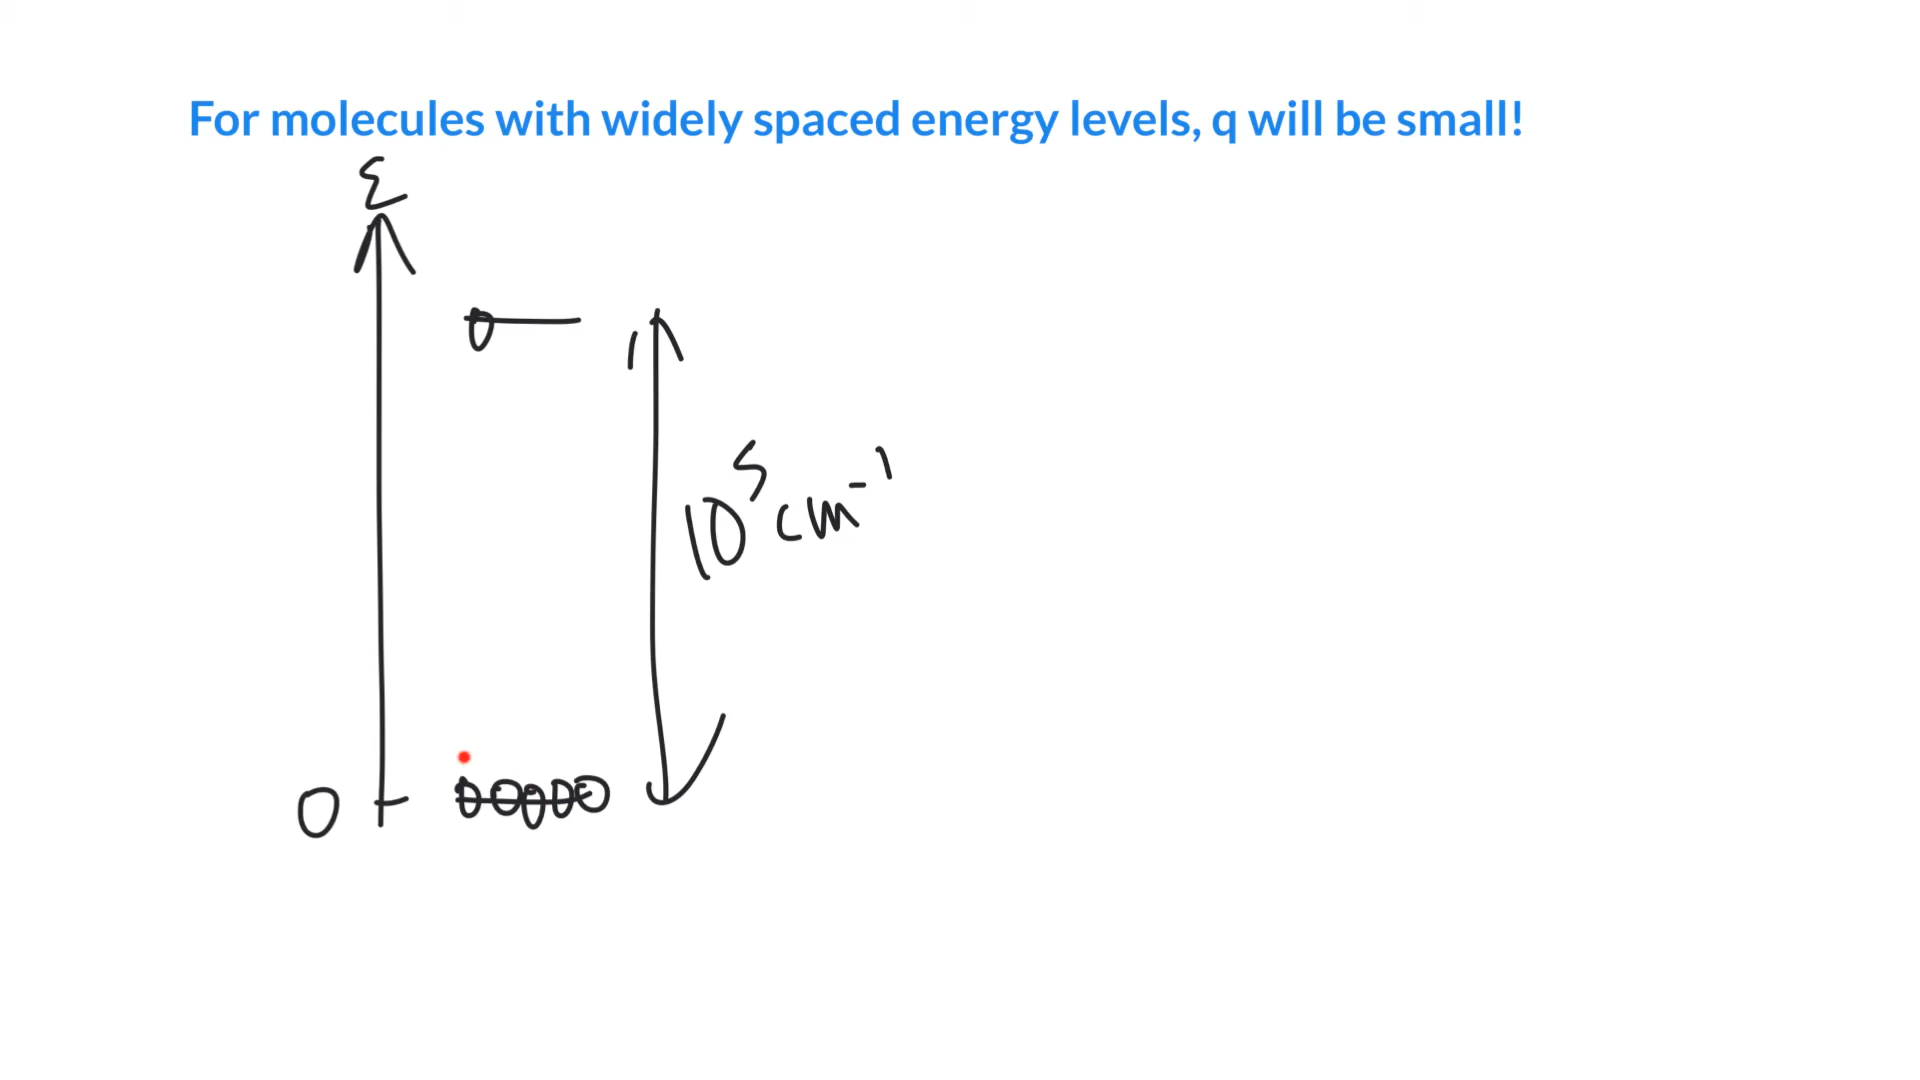 For molecules with widely spaced energy levels, q will be small!
ε
10⁵ cm⁻¹
0